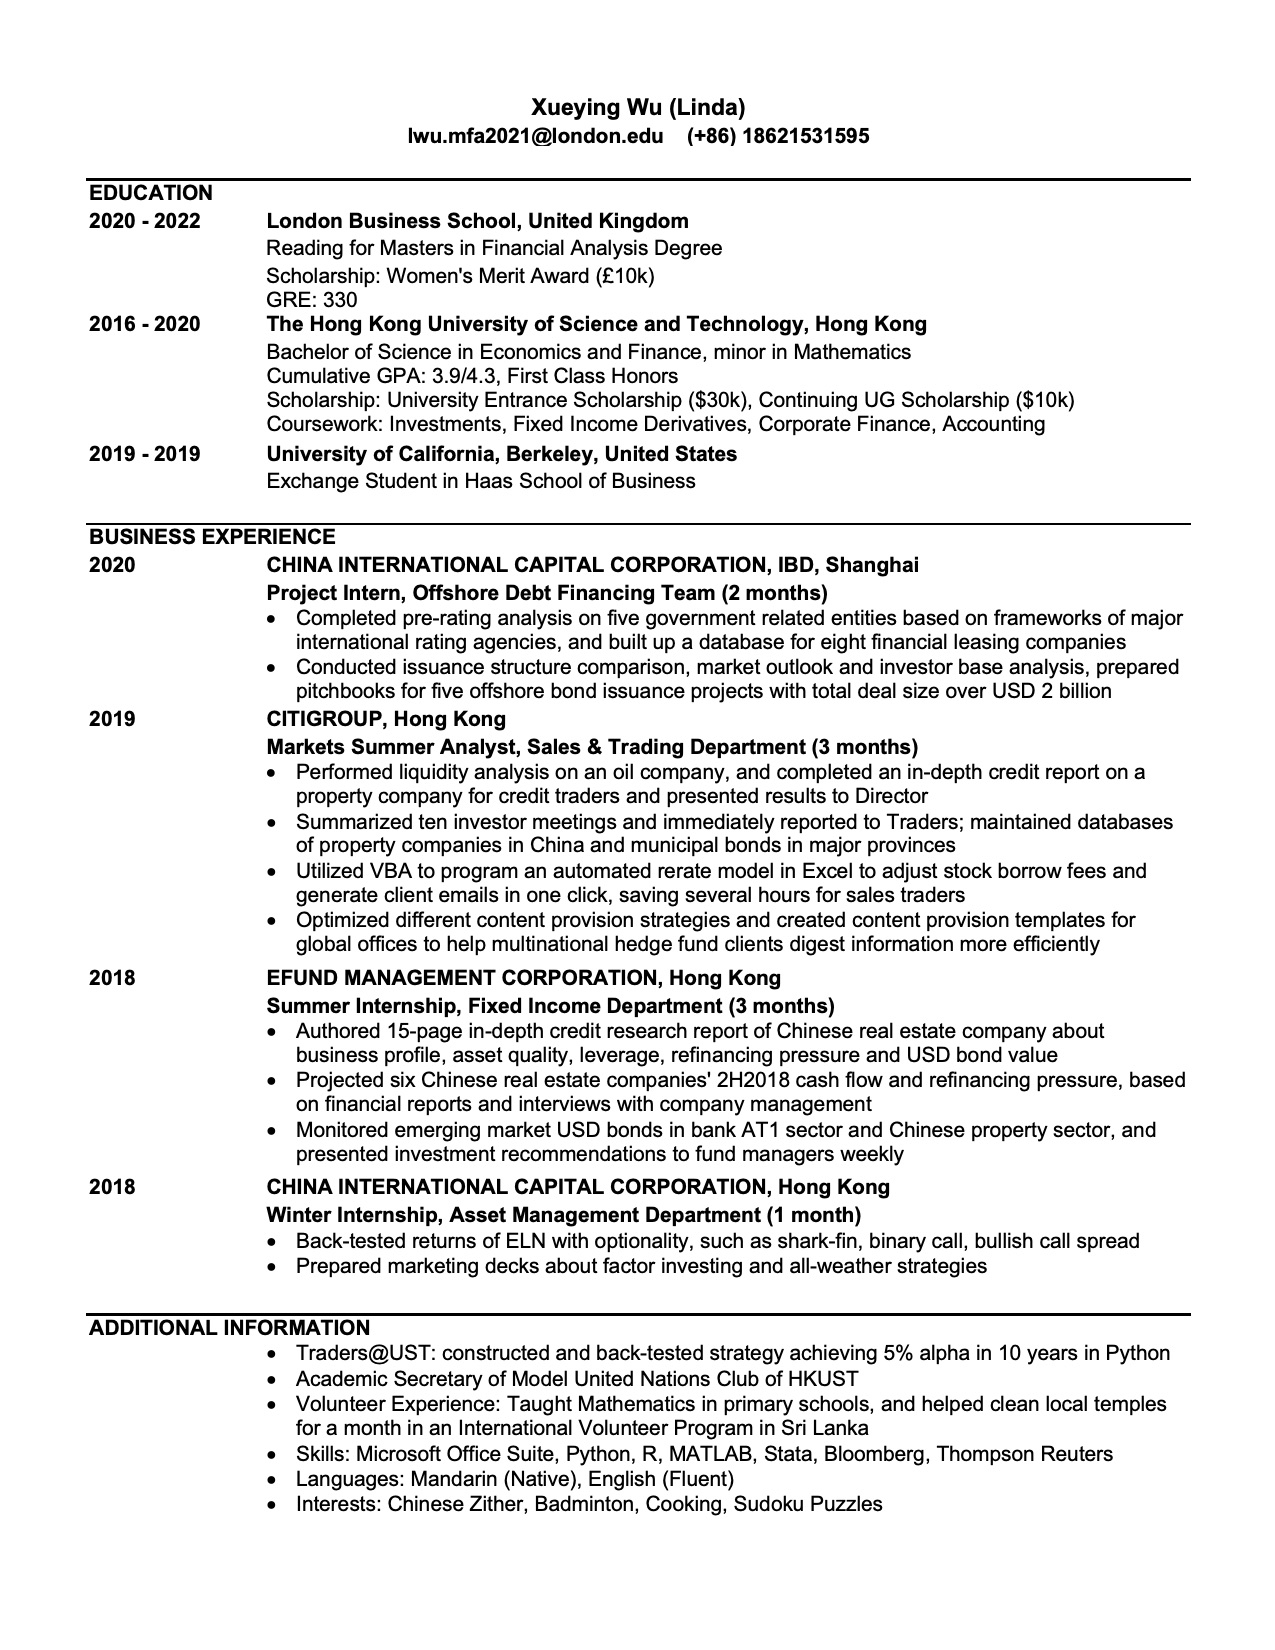 Xueying Wu (Linda)
lwu.mfa2021@london.edu (+86) 18621531595
EDUCATION
2020 - 2022 London Business School, United Kingdom
Reading for Masters in Financial Analysis Degree
Scholarship: Women's Merit Award (£10k)
GRE: 330
2016 - 2020 The Hong Kong University of Science and Technology, Hong Kong
Bachelor of Science in Economics and Finance, minor in Mathematics
Cumulative GPA: 3.9/4.3, First Class Honors
Scholarship: University Entrance Scholarship ($30k), Continuing UG Scholarship ($10k)
Coursework: Investments, Fixed Income Derivatives, Corporate Finance, Accounting
2019 - 2019 University of California, Berkeley, United States
Exchange Student in Haas School of Business
BUSINESS EXPERIENCE
2020 CHINA INTERNATIONAL CAPITAL CORPORATION, IBD, Shanghai
Project Intern, Offshore Debt Financing Team (2 months)
• Completed pre-rating analysis on five government related entities based on frameworks of major
international rating agencies, and built up a database for eight financial leasing companies
• Conducted issuance structure comparison, market outlook and investor base analysis, prepared
pitchbooks for five offshore bond issuance projects with total deal size over USD 2 billion
2019 CITIGROUP, Hong Kong
Markets Summer Analyst, Sales & Trading Department (3 months)
• Performed liquidity analysis on an oil company, and completed an in-depth credit report on a
property company for credit traders and presented results to Director
• Summarized ten investor meetings and immediately reported to Traders; maintained databases
of property companies in China and municipal bonds in major provinces
• Utilized VBA to program an automated rerate model in Excel to adjust stock borrow fees and
generate client emails in one click, saving several hours for sales traders
• Optimized different content provision strategies and created content provision templates for
global offices to help multinational hedge fund clients digest information more efficiently
2018 EFUND MANAGEMENT CORPORATION, Hong Kong
Summer Internship, Fixed Income Department (3 months)
• Authored 15-page in-depth credit research report of Chinese real estate company about
business profile, asset quality, leverage, refinancing pressure and USD bond value
• Projected six Chinese real estate companies' 2H2018 cash flow and refinancing pressure, based
on financial reports and interviews with company management
• Monitored emerging market USD bonds in bank AT1 sector and Chinese property sector, and
presented investment recommendations to fund managers weekly
2018 CHINA INTERNATIONAL CAPITAL CORPORATION, Hong Kong
Winter Internship, Asset Management Department (1 month)
• Back-tested returns of ELN with optionality, such as shark-fin, binary call, bullish call spread
• Prepared marketing decks about factor investing and all-weather strategies
ADDITIONAL INFORMATION
• Traders@UST: constructed and back-tested strategy achieving 5% alpha in 10 years in Python
• Academic Secretary of Model United Nations Club of HKUST
• Volunteer Experience: Taught Mathematics in primary schools, and helped clean local temples
for a month in an International Volunteer Program in Sri Lanka
• Skills: Microsoft Office Suite, Python, R, MATLAB, Stata, Bloomberg, Thompson Reuters
• Languages: Mandarin (Native), English (Fluent)
• Interests: Chinese Zither, Badminton, Cooking, Sudoku Puzzles